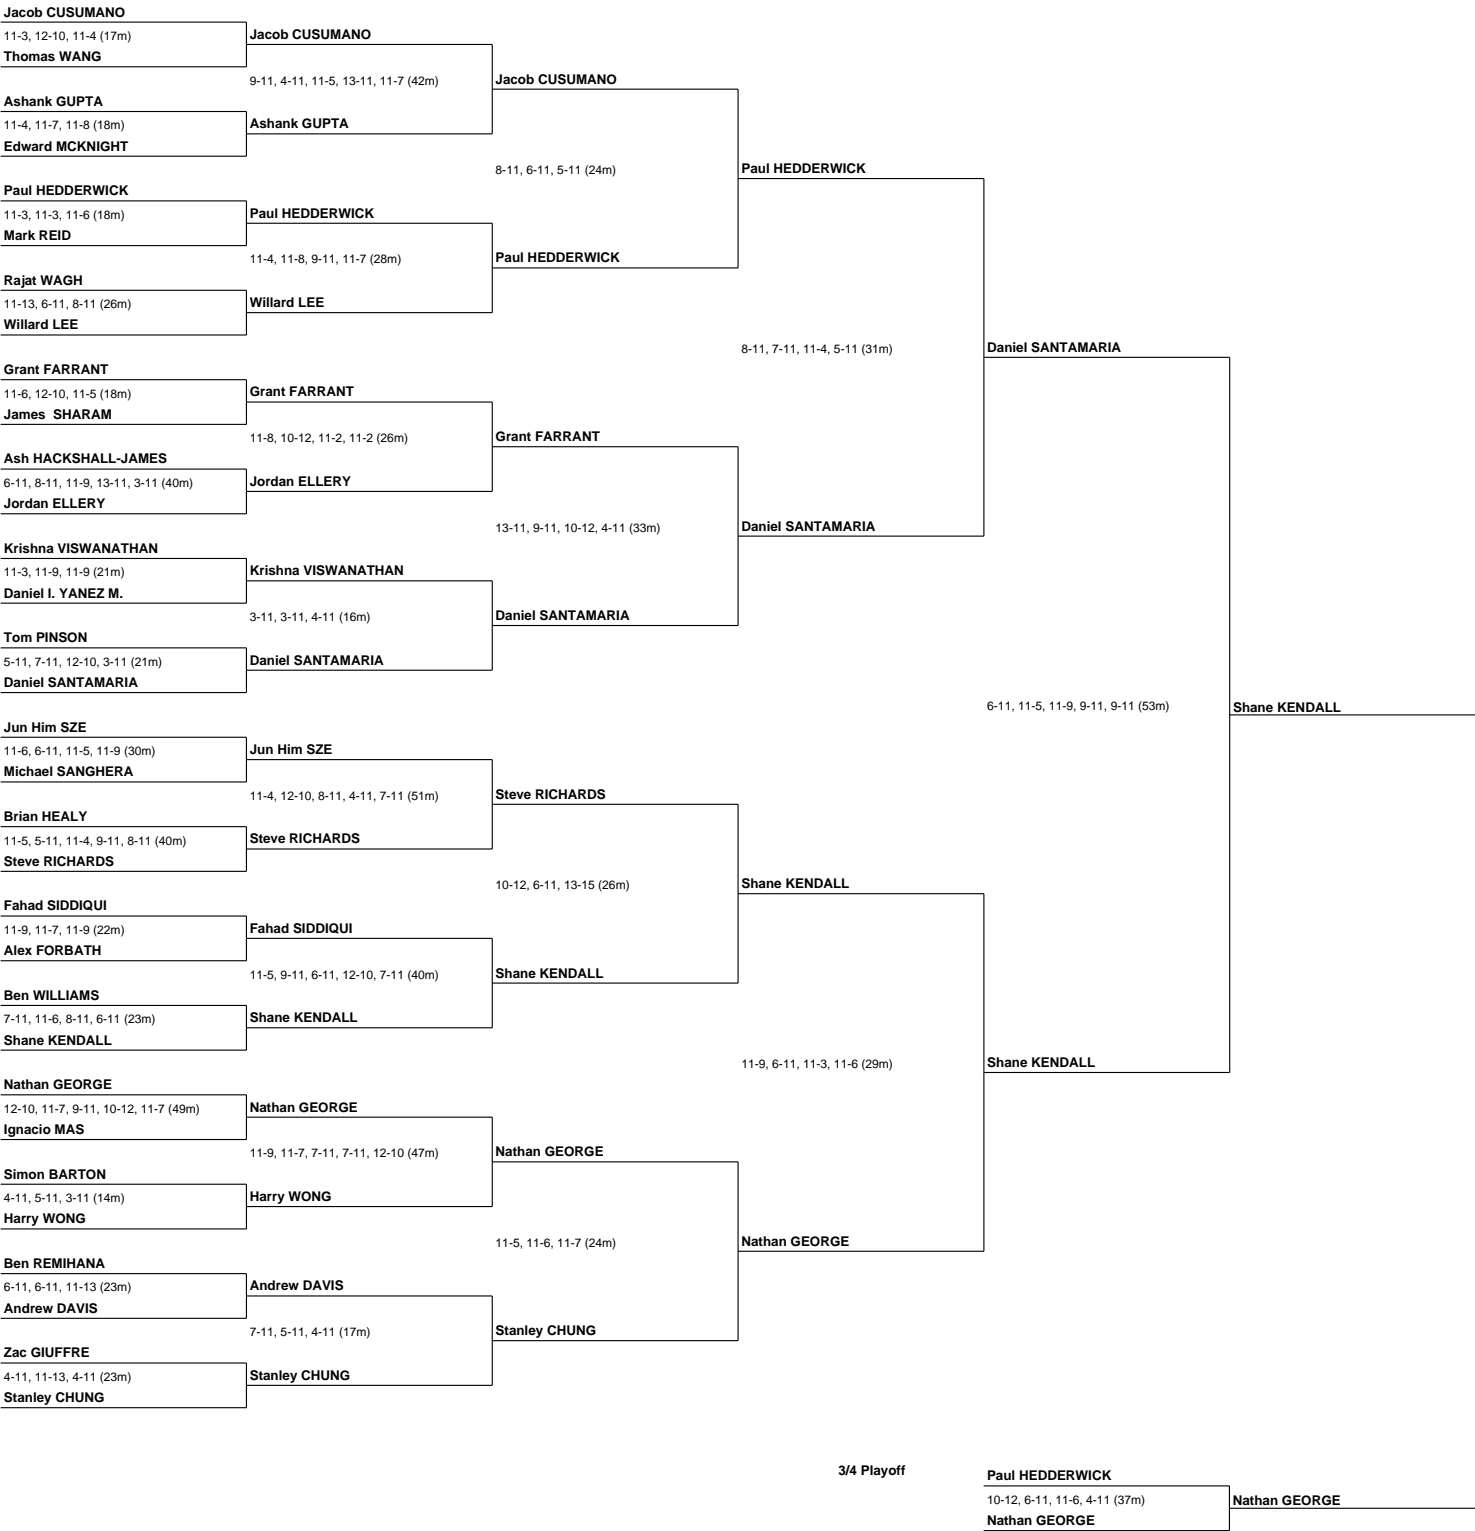 Jacob CUSUMANO
11-3, 12-10, 11-4 (17m)
Thomas WANG
Ashank GUPTA
11-4, 11-7, 11-8 (18m)
Edward MCKNIGHT
Paul HEDDERWICK
11-3, 11-3, 11-6 (18m)
Mark REID
Rajat WAGH
11-13, 6-11, 8-11 (26m)
Willard LEE
Grant FARRANT
11-6, 12-10, 11-5 (18m)
James  SHARAM
Ash HACKSHALL-JAMES
6-11, 8-11, 11-9, 13-11, 3-11 (40m)
Jordan ELLERY
Krishna VISWANATHAN
11-3, 11-9, 11-9 (21m)
Daniel I. YANEZ M.
Tom PINSON
5-11, 7-11, 12-10, 3-11 (21m)
Daniel SANTAMARIA
Jun Him SZE
11-6, 6-11, 11-5, 11-9 (30m)
Michael SANGHERA
Brian HEALY
11-5, 5-11, 11-4, 9-11, 8-11 (40m)
Steve RICHARDS
Fahad SIDDIQUI
11-9, 11-7, 11-9 (22m)
Alex FORBATH
Ben WILLIAMS
7-11, 11-6, 8-11, 6-11 (23m)
Shane KENDALL
Nathan GEORGE
12-10, 11-7, 9-11, 10-12, 11-7 (49m)
Ignacio MAS
Simon BARTON
4-11, 5-11, 3-11 (14m)
Harry WONG
Ben REMIHANA
6-11, 6-11, 11-13 (23m)
Andrew DAVIS
Zac GIUFFRE
4-11, 11-13, 4-11 (23m)
Stanley CHUNG
Jacob CUSUMANO
9-11, 4-11, 11-5, 13-11, 11-7 (42m)
Ashank GUPTA
Paul HEDDERWICK
11-4, 11-8, 9-11, 11-7 (28m)
Willard LEE
Grant FARRANT
11-8, 10-12, 11-2, 11-2 (26m)
Jordan ELLERY
Krishna VISWANATHAN
3-11, 3-11, 4-11 (16m)
Daniel SANTAMARIA
Jun Him SZE
11-4, 12-10, 8-11, 4-11, 7-11 (51m)
Steve RICHARDS
Fahad SIDDIQUI
11-5, 9-11, 6-11, 12-10, 7-11 (40m)
Shane KENDALL
Nathan GEORGE
11-9, 11-7, 7-11, 7-11, 12-10 (47m)
Harry WONG
Andrew DAVIS
7-11, 5-11, 4-11 (17m)
Stanley CHUNG
Jacob CUSUMANO
8-11, 6-11, 5-11 (24m)
Paul HEDDERWICK
Grant FARRANT
13-11, 9-11, 10-12, 4-11 (33m)
Daniel SANTAMARIA
Steve RICHARDS
10-12, 6-11, 13-15 (26m)
Shane KENDALL
Nathan GEORGE
11-5, 11-6, 11-7 (24m)
Stanley CHUNG
Paul HEDDERWICK
8-11, 7-11, 11-4, 5-11 (31m)
Daniel SANTAMARIA
Shane KENDALL
11-9, 6-11, 11-3, 11-6 (29m)
Nathan GEORGE
Daniel SANTAMARIA
6-11, 11-5, 11-9, 9-11, 9-11 (53m)
Shane KENDALL
Shane KENDALL
3/4 Playoff
Paul HEDDERWICK
10-12, 6-11, 11-6, 4-11 (37m)
Nathan GEORGE
Nathan GEORGE